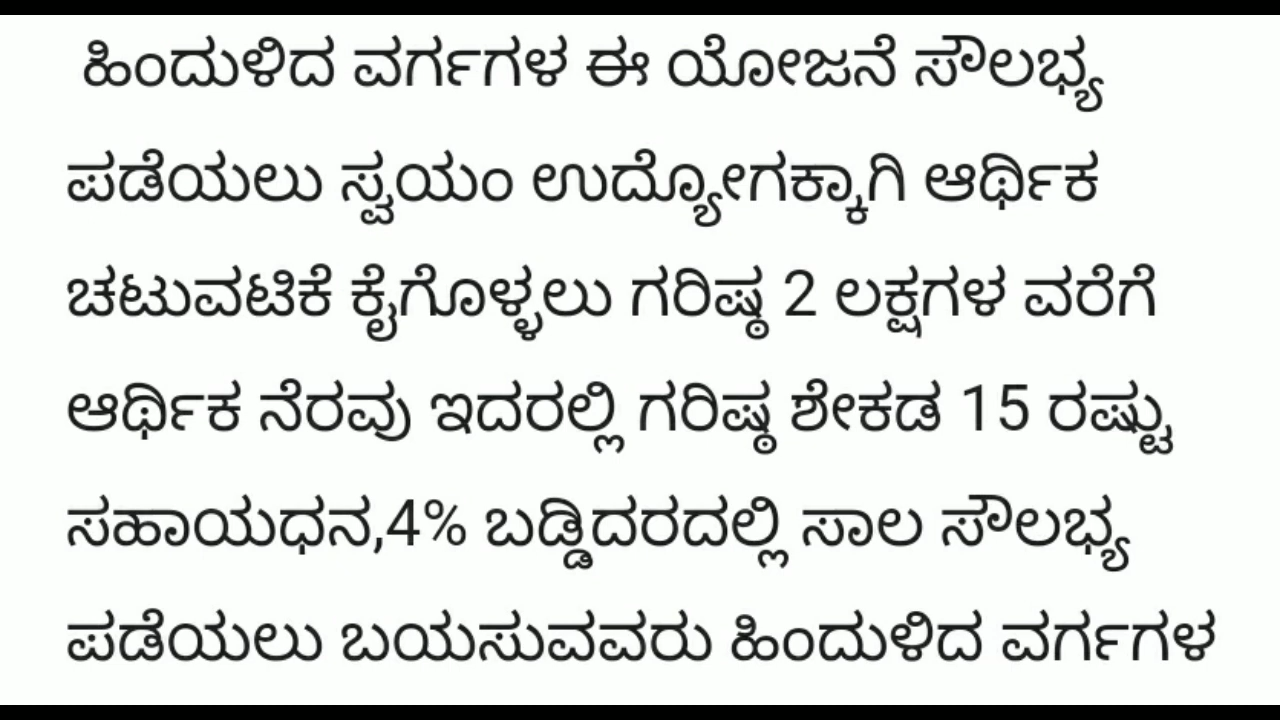 ಹಿಂದುಳಿದ ವರ್ಗಗಳ ಈ ಯೋಜನೆ ಸೌಲಭ್ಯ
ಪಡೆಯಲು ಸ್ವಯಂ ಉದ್ಯೋಗಕ್ಕಾಗಿ ಆರ್ಥಿಕ
ಚಟುವಟಿಕೆ ಕೈಗೊಳ್ಳಲು ಗರಿಷ್ಠ 2 ಲಕ್ಷಗಳ ವರೆಗೆ
ಆರ್ಥಿಕ ನೆರವು ಇದರಲ್ಲಿ ಗರಿಷ್ಠ ಶೇಕಡ 15 ರಷ್ಟು
ಸಹಾಯಧನ,4% ಬಡ್ಡಿದರದಲ್ಲಿ ಸಾಲ ಸೌಲಭ್ಯ
ಪಡೆಯಲು ಬಯಸುವವರು ಹಿಂದುಳಿದ ವರ್ಗಗಳ